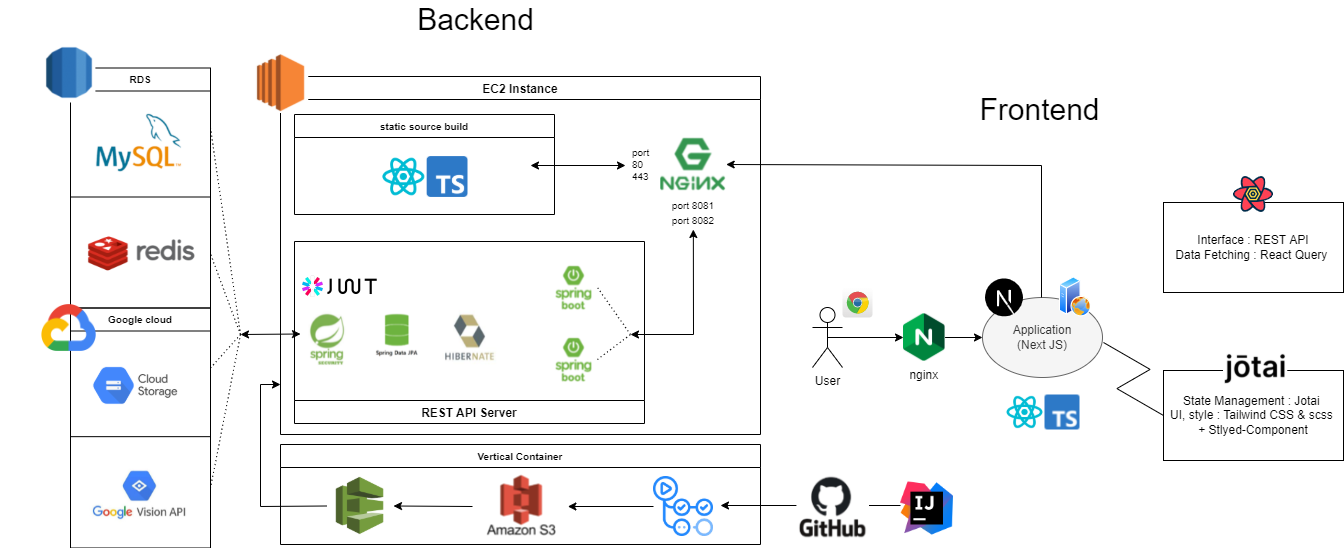 Backend
RDS
MySQL
redis
Google cloud
Cloud
Storage
Google Vision API
EC2 Instance
static source build
TS
port
80
443
NGINX
port 8081
port 8082
JWT
spring
SECURITY
Spring Data JPA
HIBERNATE
spring
boot
spring
boot
REST API Server
Vertical Container
Amazon S3
GitHub
IJ
Frontend
User
N
nginx
N
Application
(Next JS)
TS
Interface : REST API
Data Fetching : React Query
jōtai
State Management : Jotai
UI, style : Tailwind CSS & scss
+ Stlyed-Component